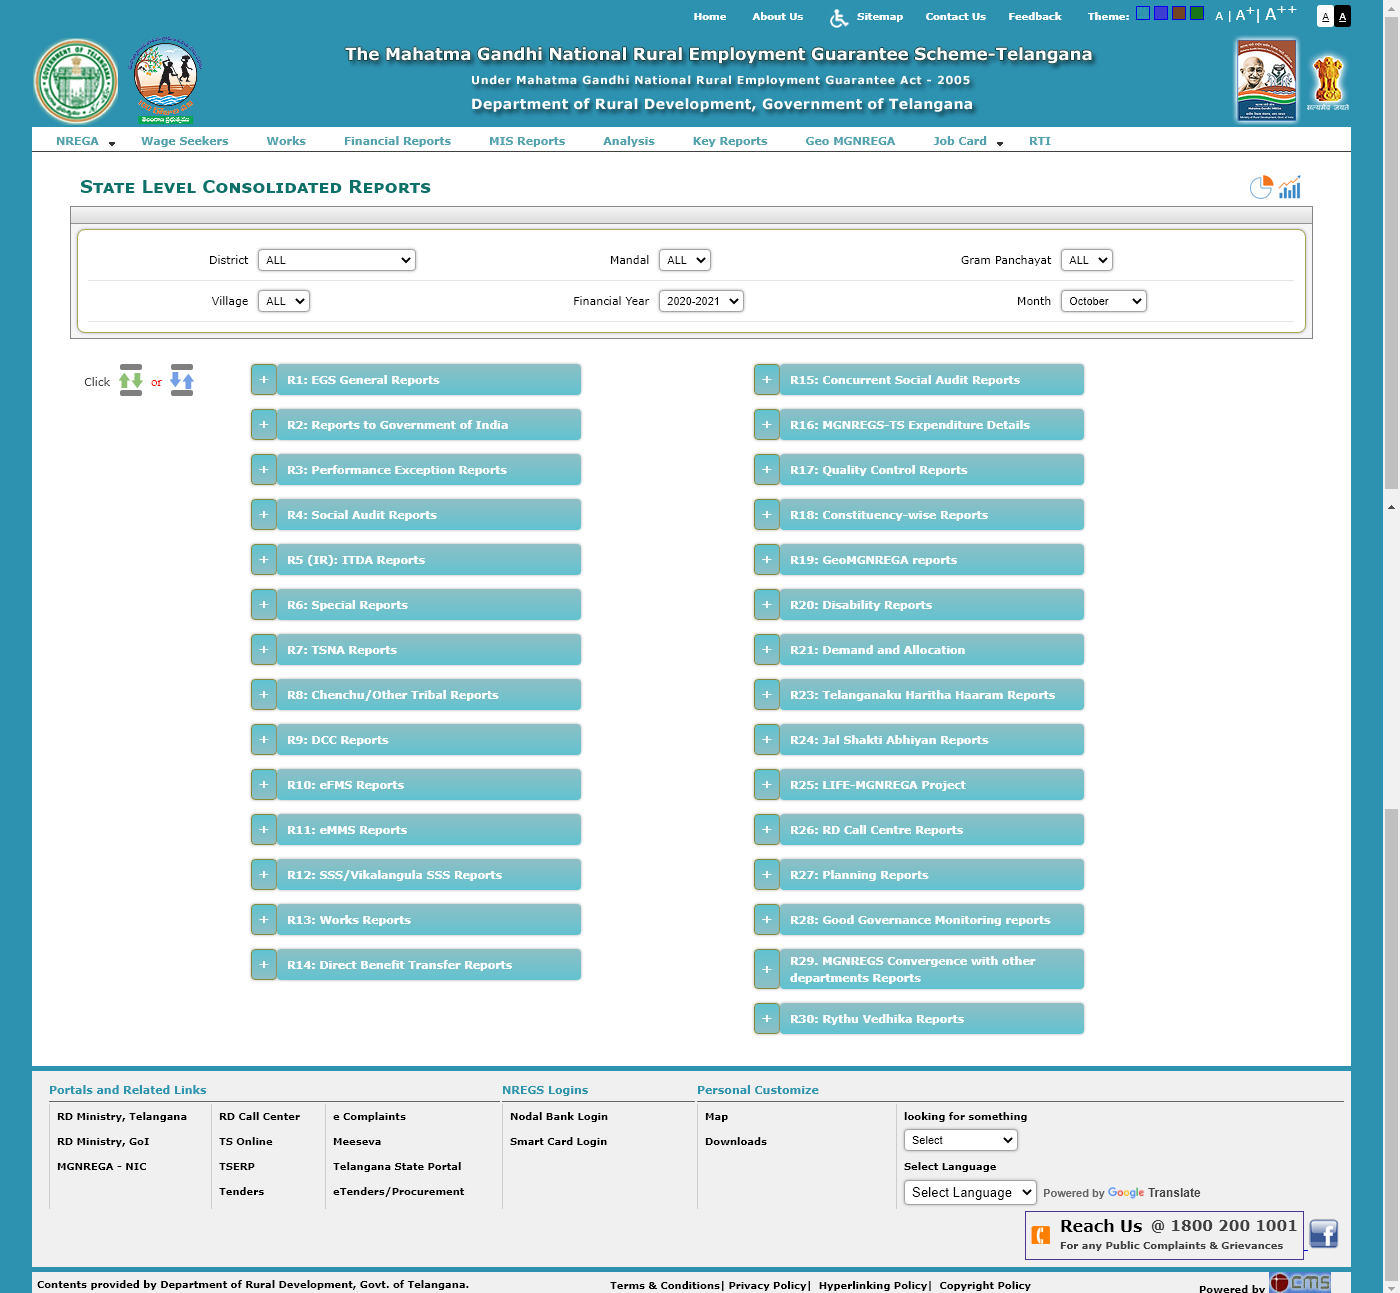 Home About Us Sitemap Contact Us Feedback Theme: A | A++ | A++ A A
The Mahatma Gandhi National Rural Employment Guarantee Scheme-Telangana
Under Mahatma Gandhi National Rural Employment Guarantee Act - 2005
Department of Rural Development, Government of Telangana
తెలంగాణ ప్రభుత్వము
सत्यमेव जयते
NREGA Wage Seekers Works Financial Reports MIS Reports Analysis Key Reports Geo MGNREGA Job Card RTI
State Level Consolidated Reports
District ALL Mandal ALL Gram Panchayat ALL
Village ALL Financial Year 2020-2021 Month October
Click or
+ R1: EGS General Reports
+ R2: Reports to Government of India
+ R3: Performance Exception Reports
+ R4: Social Audit Reports
+ R5 (IR): ITDA Reports
+ R6: Special Reports
+ R7: TSNA Reports
+ R8: Chenchu/Other Tribal Reports
+ R9: DCC Reports
+ R10: eFMS Reports
+ R11: eMMS Reports
+ R12: SSS/Vikalangula SSS Reports
+ R13: Works Reports
+ R14: Direct Benefit Transfer Reports
+ R15: Concurrent Social Audit Reports
+ R16: MGNREGS-TS Expenditure Details
+ R17: Quality Control Reports
+ R18: Constituency-wise Reports
+ R19: GeoMGNREGA reports
+ R20: Disability Reports
+ R21: Demand and Allocation
+ R23: Telanganaku Haritha Haaram Reports
+ R24: Jal Shakti Abhiyan Reports
+ R25: LIFE-MGNREGA Project
+ R26: RD Call Centre Reports
+ R27: Planning Reports
+ R28: Good Governance Monitoring reports
+ R29. MGNREGS Convergence with other
departments Reports
+ R30: Rythu Vedhika Reports
Portals and Related Links
RD Ministry, Telangana
RD Ministry, GoI
MGNREGA - NIC
RD Call Center
TS Online
TSERP
Tenders
e Complaints
Meeseva
Telangana State Portal
eTenders/Procurement
NREGS Logins
Nodal Bank Login
Smart Card Login
Personal Customize
Map
Downloads
looking for something
Select
Select Language
Select Language Powered by Google Translate
Reach Us @ 1800 200 1001
For any Public Complaints & Grievances
Contents provided by Department of Rural Development, Govt. of Telangana.
Terms & Conditions| Privacy Policy| Hyperlinking Policy| Copyright Policy
Powered by CMS